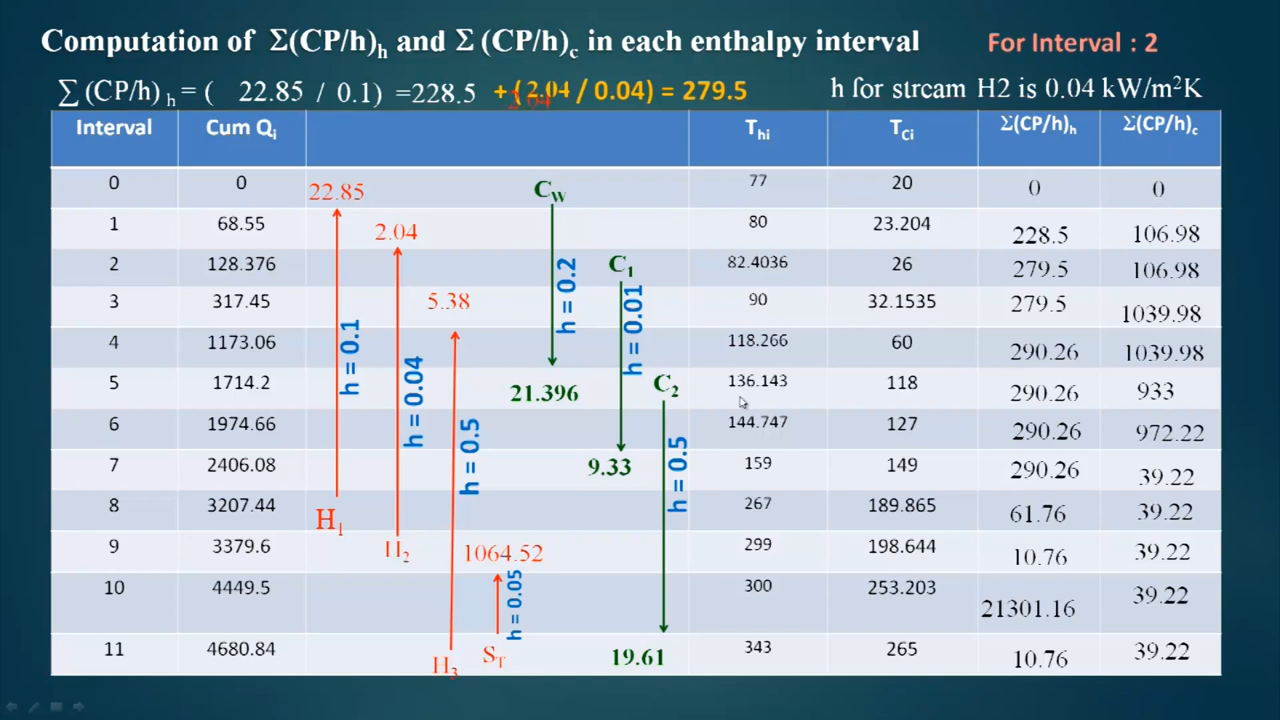 Computation of Σ(CP/h)h and Σ (CP/h)c in each enthalpy interval For Interval : 2
∑ (CP/h) h = ( 22.85 / 0.1) =228.5 + ( 2.04 / 0.04) = 279.5 h for stream H2 is 0.04 kW/m²K
2.04
Interval Cum Qi Thi TCi Σ(CP/h)h Σ(CP/h)c
0 0 22.85 CW 77 20 0 0
1 68.55 2.04 80 23.204 228.5 106.98
2 128.376 C1 82.4036 26 279.5 106.98
3 317.45 5.38 90 32.1535 279.5 1039.98
4 1173.06 118.266 60 290.26 1039.98
5 1714.2 21.396 C2 136.143 118 290.26 933
6 1974.66 144.747 127 290.26 972.22
7 2406.08 9.33 159 149 290.26 39.22
8 3207.44 H1 267 189.865 61.76 39.22
9 3379.6 H2 1064.52 299 198.644 10.76 39.22
10 4449.5 300 253.203 21301.16 39.22
11 4680.84 H3 ST 19.61 343 265 10.76 39.22
h = 0.1
h = 0.04
h = 0.5
h = 0.05
h = 0.2
h = 0.01
h = 0.5